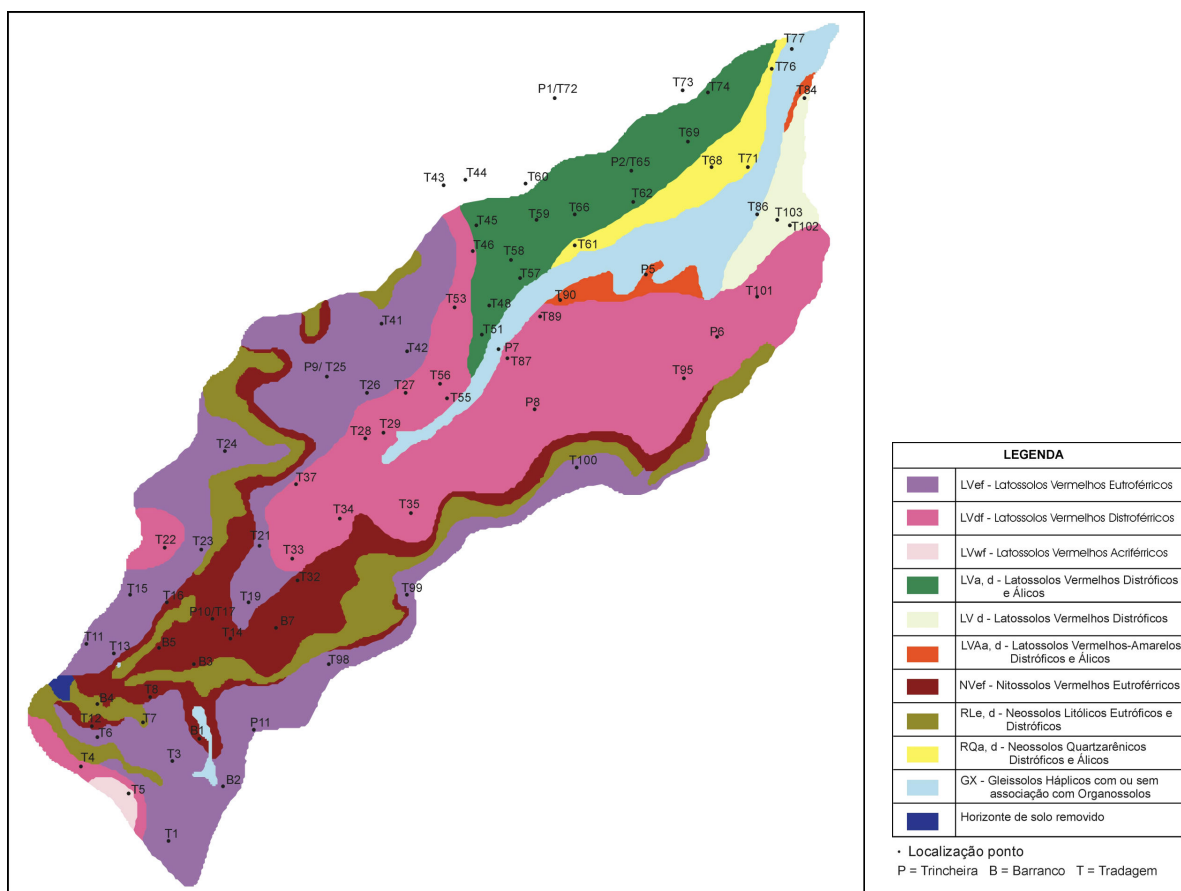 T77
T76
T73
T74
T84
P1/T72
T69
P2/T65
T68
T71
T44
T43
T60
T62
T66
T86
T103
T59
T45
T102
T61
T46
T58
T57
P5
T90
T101
T53
T48
T89
T41
T51
P6
T42
P7
T87
P9/ T25
T56
T95
T26
T27
T55
P8
T29
T28
T24
T100
T37
T34
T35
T22
T23
T21
T33
T32
T15
T16
T19
T99
P10/T17
B7
T14
T11
T13
B5
B3
T98
T8
B4
T12
T7
T6
B1
P11
T4
T3
T5
B2
T1
LEGENDA
LVef - Latossolos Vermelhos Eutroférricos
LVdf - Latossolos Vermelhos Distroférricos
LVwf - Latossolos Vermelhos Acriférricos
LVa, d - Latossolos Vermelhos Distróficos
e Álicos
LV d - Latossolos Vermelhos Distróficos
LVAa, d - Latossolos Vermelhos-Amarelos
Distróficos e Álicos
NVef - Nitossolos Vermelhos Eutroférricos
RLe, d - Neossolos Litólicos Eutróficos e
Distróficos
RQa, d - Neossolos Quartzarênicos
Distróficos e Álicos
GX - Gleissolos Háplicos com ou sem
associação com Organossolos
Horizonte de solo removido
· Localização ponto
P = Trincheira B = Barranco T = Tradagem